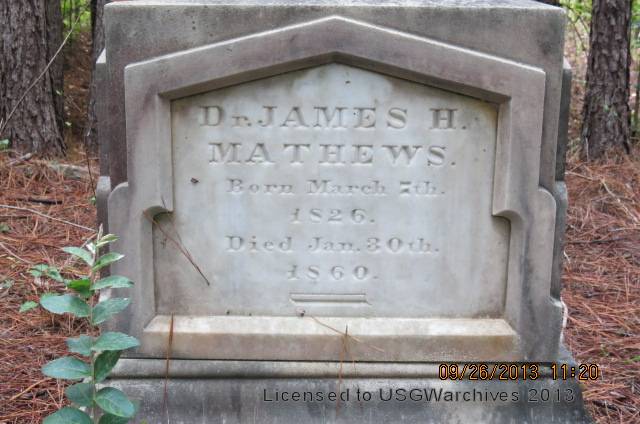 Dr. JAMES H.
MATHEWS.
Born March 7th.
1826.
Died Jan. 30th.
1860.
09/26/2013 11:20
Licensed to USGWarchives 2013